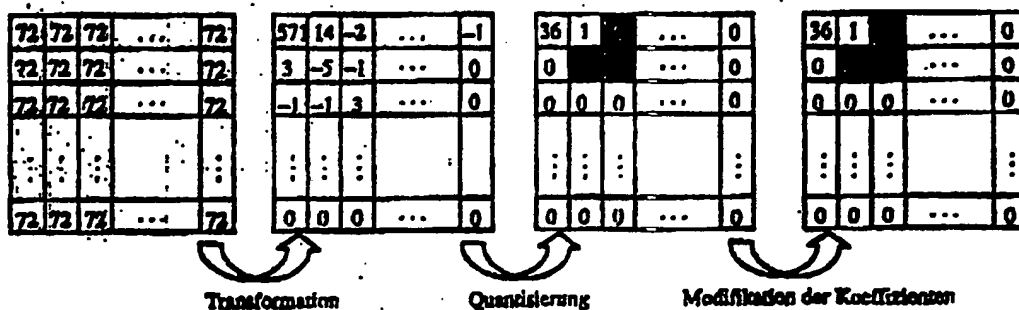 72 72 72 ... 72 571 14 -2 ... -1 36 1 ... 0 36 1 ... 0
72 72 72 ... 72 3 -5 -1 ... 0 0 ... 0 0 ... 0
72 72 72 ... 72 -1 -1 3 ... 0 0 0 0 ... 0 0 0 0 ... 0
72 72 72 ... 72 0 0 0 ... 0 0 0 0 ... 0 0 0 0 ... 0
Transformation Quantisierung Modifikation der Koeffizienten